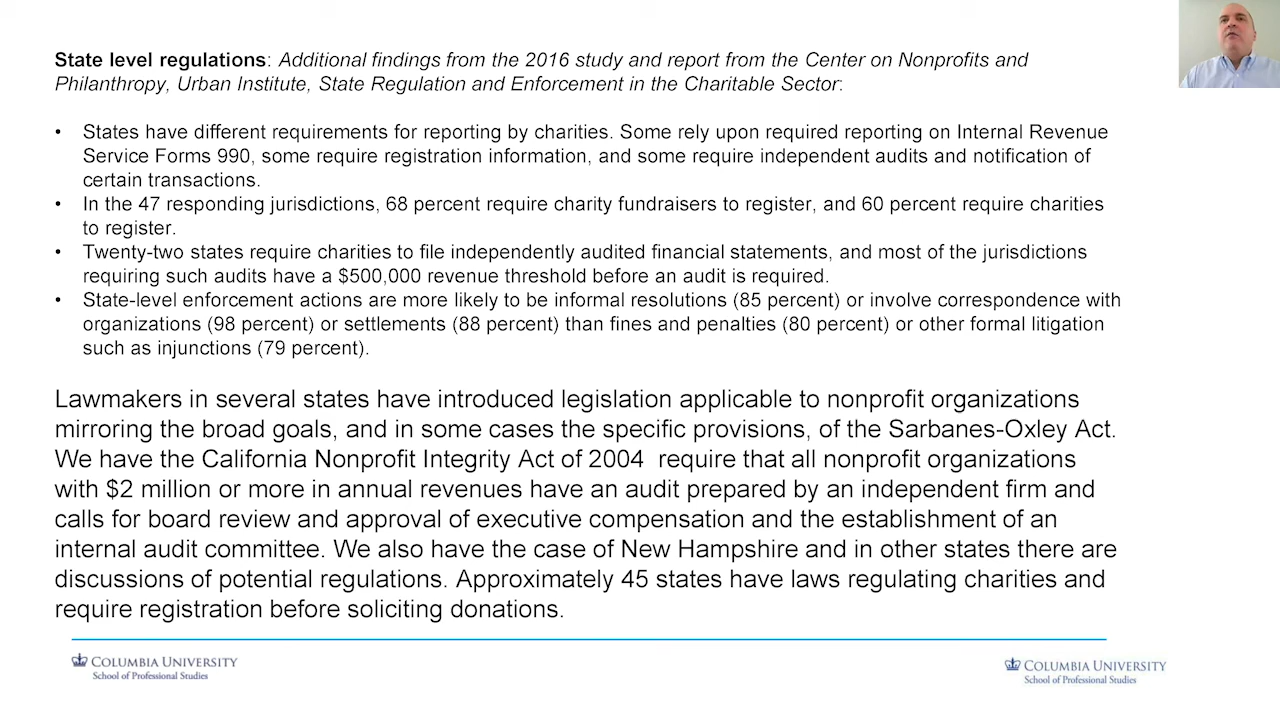 State level regulations: Additional findings from the 2016 study and report from the Center on Nonprofits and
Philanthropy, Urban Institute, State Regulation and Enforcement in the Charitable Sector:
• States have different requirements for reporting by charities. Some rely upon required reporting on Internal Revenue
Service Forms 990, some require registration information, and some require independent audits and notification of
certain transactions.
• In the 47 responding jurisdictions, 68 percent require charity fundraisers to register, and 60 percent require charities
to register.
• Twenty-two states require charities to file independently audited financial statements, and most of the jurisdictions
requiring such audits have a $500,000 revenue threshold before an audit is required.
• State-level enforcement actions are more likely to be informal resolutions (85 percent) or involve correspondence with
organizations (98 percent) or settlements (88 percent) than fines and penalties (80 percent) or other formal litigation
such as injunctions (79 percent).
Lawmakers in several states have introduced legislation applicable to nonprofit organizations
mirroring the broad goals, and in some cases the specific provisions, of the Sarbanes-Oxley Act.
We have the California Nonprofit Integrity Act of 2004 require that all nonprofit organizations
with $2 million or more in annual revenues have an audit prepared by an independent firm and
calls for board review and approval of executive compensation and the establishment of an
internal audit committee. We also have the case of New Hampshire and in other states there are
discussions of potential regulations. Approximately 45 states have laws regulating charities and
require registration before soliciting donations.
COLUMBIA UNIVERSITY
School of Professional Studies
COLUMBIA UNIVERSITY
School of Professional Studies